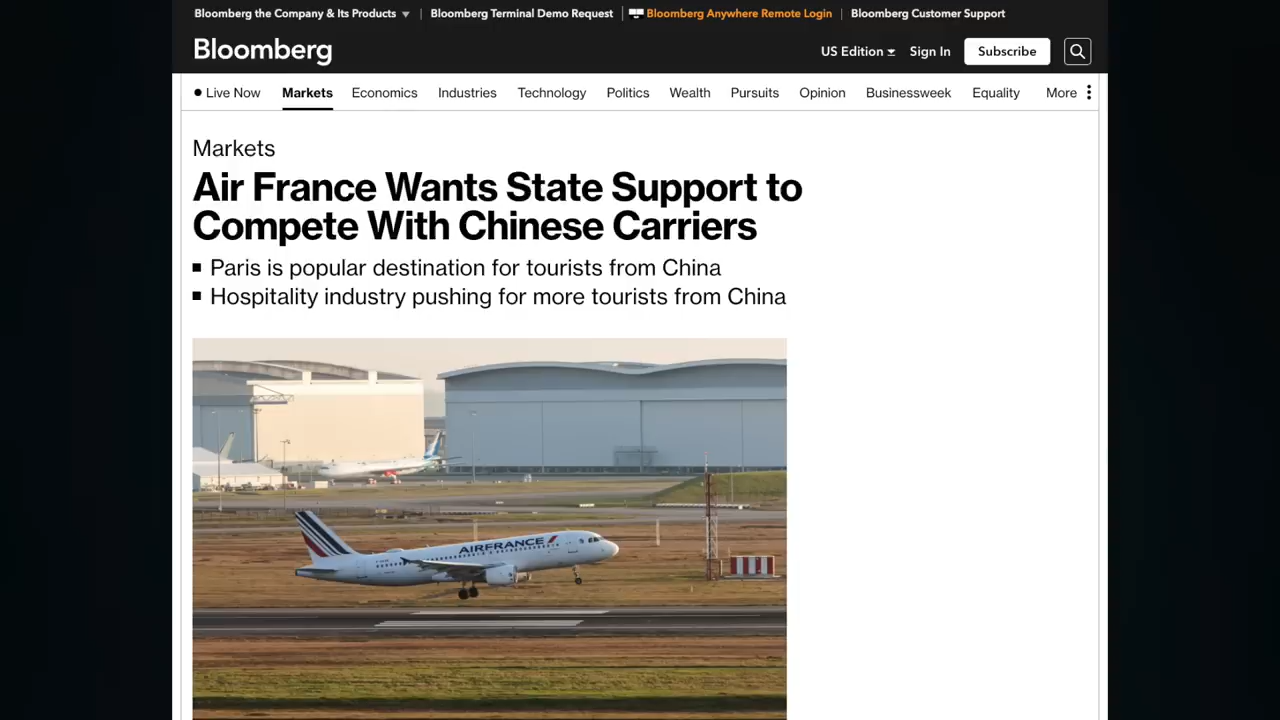 Bloomberg the Company & Its Products
Bloomberg Terminal Demo Request
Bloomberg Anywhere Remote Login
Bloomberg Customer Support
Bloomberg
US Edition
Sign In
Subscribe
Live Now
Markets
Economics
Industries
Technology
Politics
Wealth
Pursuits
Opinion
Businessweek
Equality
More
Markets
Air France Wants State Support to
Compete With Chinese Carriers
Paris is popular destination for tourists from China
Hospitality industry pushing for more tourists from China
AIRFRANCE